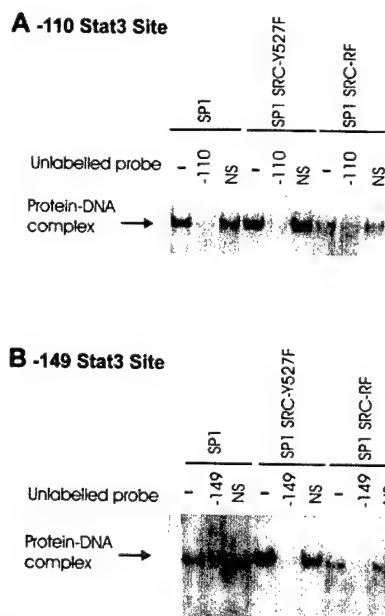 A -110 Stat3 Site
SP1
SP1 SRC-Y527F
SP1 SRC-RF
Unlabelled probe
- -110 NS - -110 NS - -110 NS
Protein-DNA
complex
B -149 Stat3 Site
SP1
SP1 SRC-Y527F
SP1 SRC-RF
Unlabelled probe
- -149 NS - -149 NS - -149 NS
Protein-DNA
complex